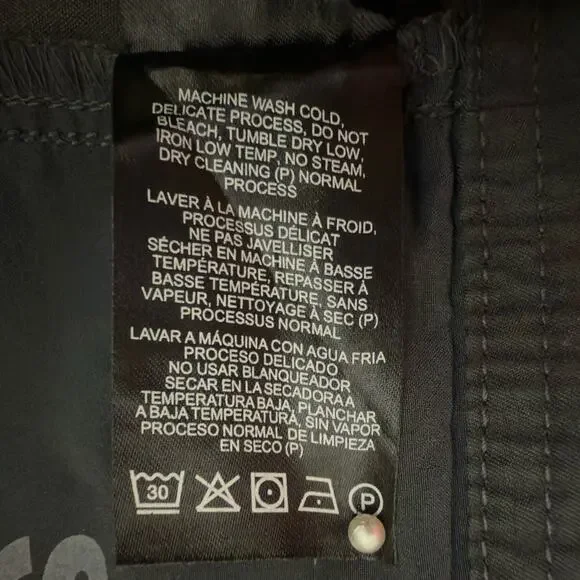 MACHINE WASH COLD,
DELICATE PROCESS, DO NOT
BLEACH, TUMBLE DRY LOW,
IRON LOW TEMP, NO STEAM,
DRY CLEANING (P) NORMAL
PROCESS
LAVER À LA MACHINE À FROID,
PROCESSUS DÉLICAT
NE PAS JAVELLISER
SÉCHER EN MACHINE À BASSE
TEMPÉRATURE, REPASSER À
BASSE TEMPÉRATURE, SANS
VAPEUR, NETTOYAGE À SEC (P)
PROCESSUS NORMAL
LAVAR A MÁQUINA CON AGUA FRIA
PROCESO DELICADO
NO USAR BLANQUEADOR
SECAR EN LA SECADORA A
TEMPERATURA BAJA, PLANCHAR
A BAJA TEMPERATURA, SIN VAPOR
PROCESO NORMAL DE LIMPIEZA
EN SECO (P)
30 P